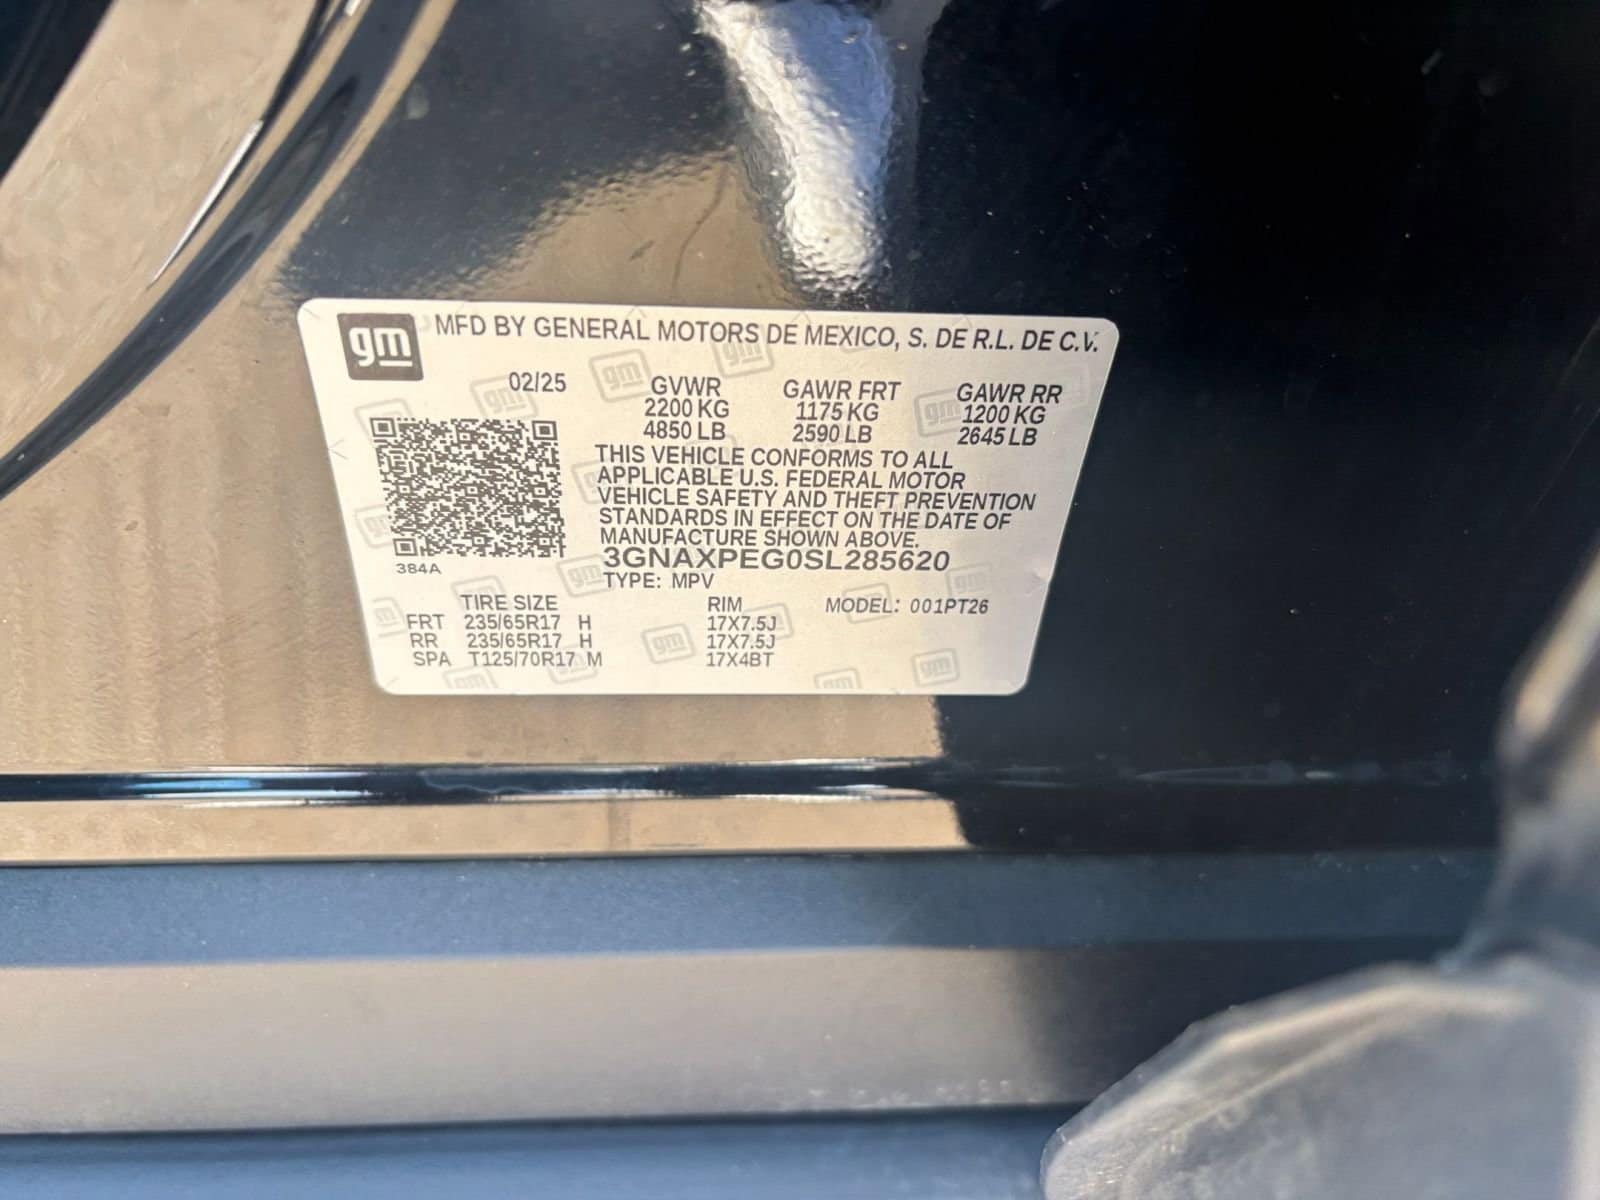 gm MFD BY GENERAL MOTORS DE MEXICO, S. DE R.L. DE C.V.
02/25 GVWR GAWR FRT GAWR RR
2200 KG 1175 KG 1200 KG
4850 LB 2590 LB 2645 LB
THIS VEHICLE CONFORMS TO ALL
APPLICABLE U.S. FEDERAL MOTOR
VEHICLE SAFETY AND THEFT PREVENTION
STANDARDS IN EFFECT ON THE DATE OF
MANUFACTURE SHOWN ABOVE.
3GNAXPEG0SL285620
384A
TYPE: MPV
TIRE SIZE RIM MODEL: 001PT26
FRT 235/65R17 H 17X7.5J
RR 235/65R17 H 17X7.5J
SPA T125/70R17 M 17X4BT